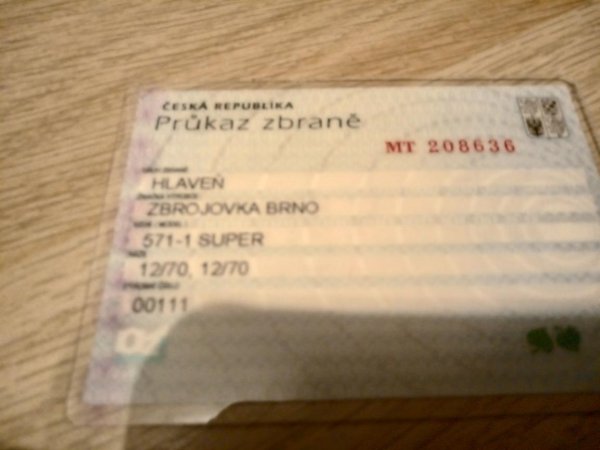 ČESKÁ REPUBLIKA
Průkaz zbraně
MT 208636
HLAVEŇ
ZBROJOVKA BRNO
571-1 SUPER
12/70, 12/70
00111